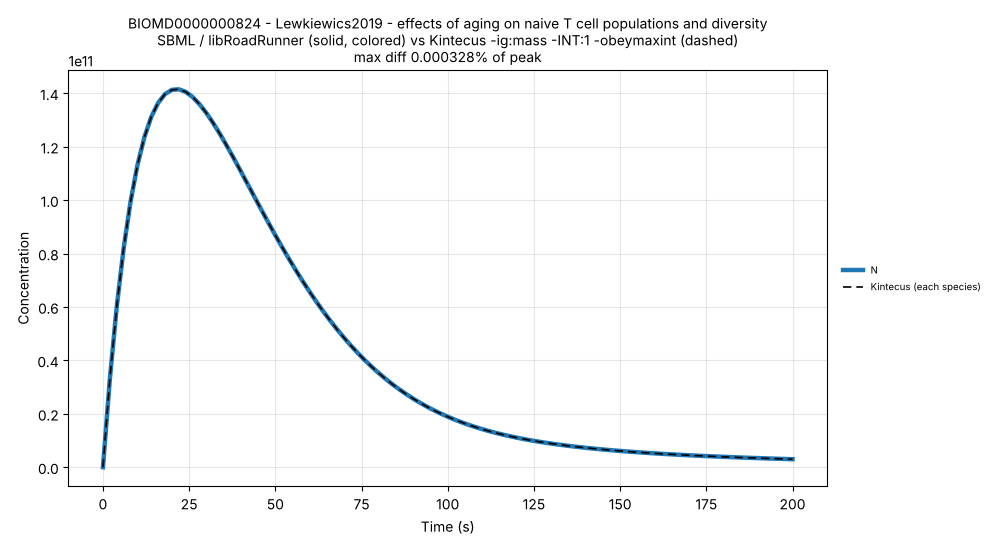 BIOMD0000000824 - Lewkiewics2019 - effects of aging on naive T cell populations and diversity
SBML / libRoadRunner (solid, colored) vs Kintecus -ig:mass -INT:1 -obeymaxint (dashed)
max diff 0.000328% of peak
1e11
1.4
1.2
1.0
0.8
0.6
0.4
0.2
0.0
Concentration
0
25
50
75
100
125
150
175
200
Time (s)
N
Kintecus (each species)